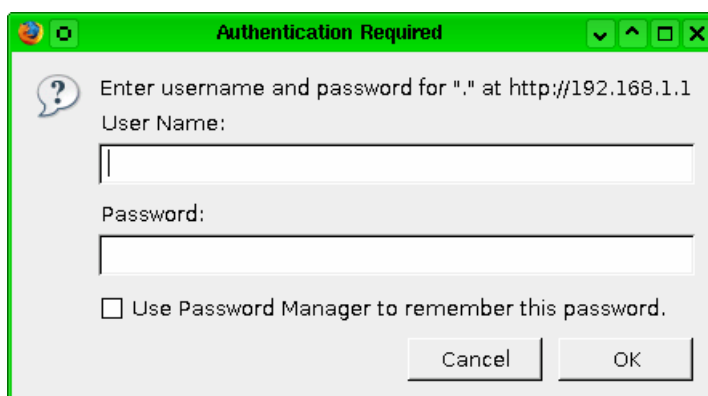 Authentication Required
Enter username and password for "." at http://192.168.1.1
User Name:
Password:
Use Password Manager to remember this password.
Cancel OK